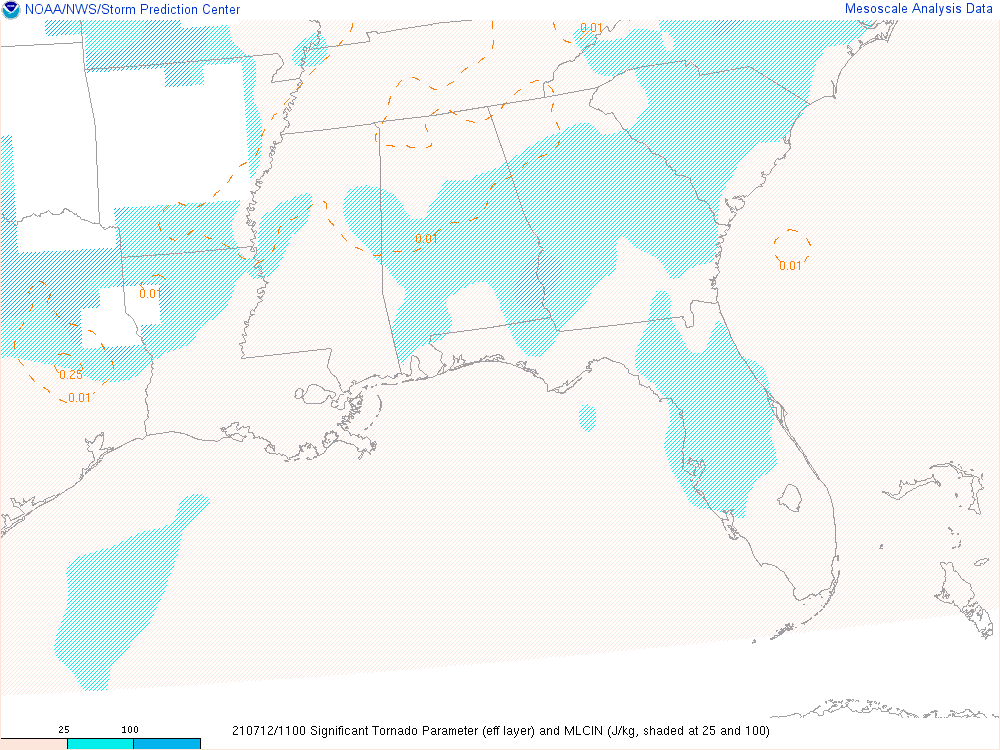 NOAA/NWS/Storm Prediction Center
Mesoscale Analysis Data
0.01
0.01
0.01
0.01
0.25
0.01
25 100
210712/1100 Significant Tornado Parameter (eff layer) and MLCIN (J/kg, shaded at 25 and 100)